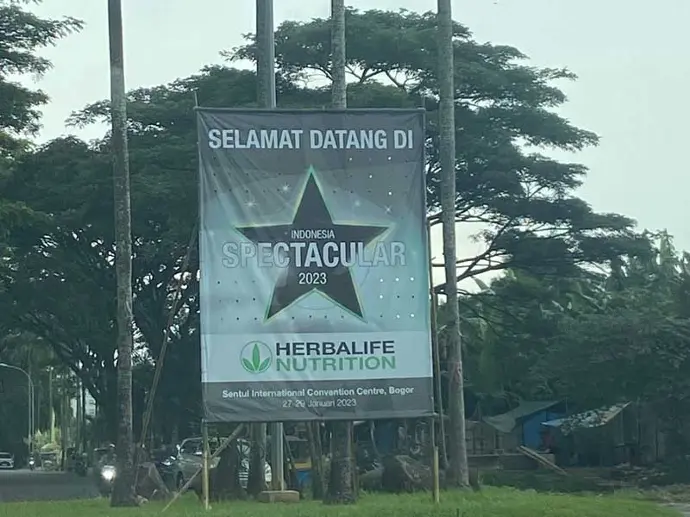 SELAMAT DATANG DI
INDONESIA
SPECTACULAR
2023
HERBALIFE
NUTRITION
Sentul International Convention Centre, Bogor
27-29 Januari 2023